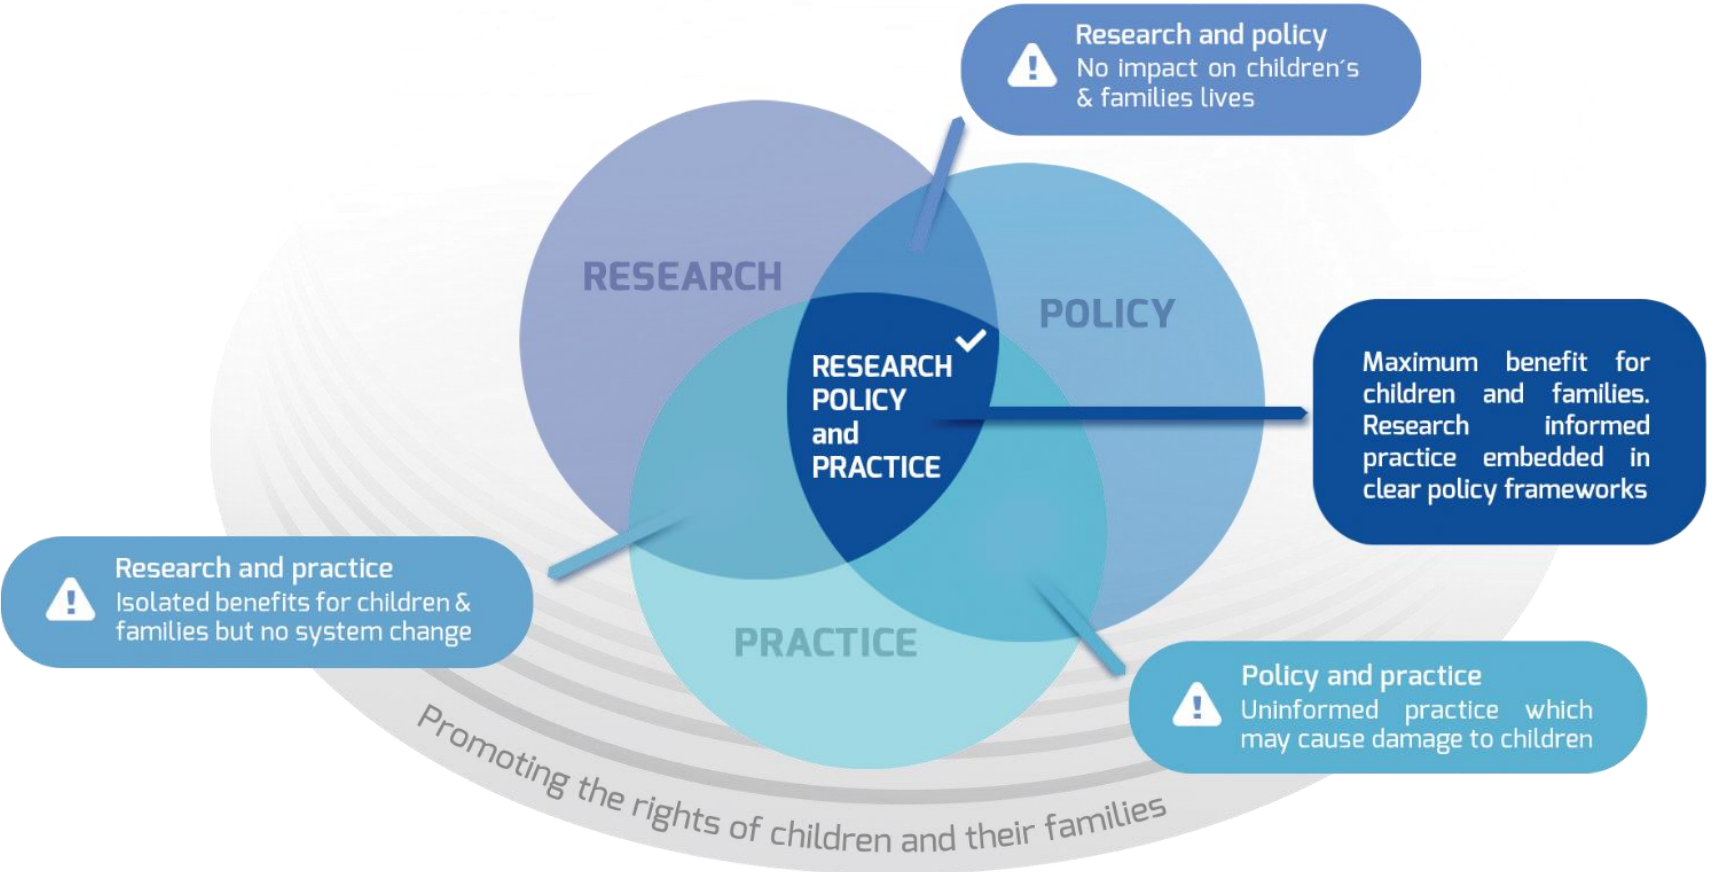 Research and policy
No impact on children´s
& families lives
RESEARCH
POLICY
RESEARCH
POLICY
and
PRACTICE
Maximum benefit for
children and families.
Research informed
practice embedded in
clear policy frameworks
Research and practice
Isolated benefits for children &
families but no system change
PRACTICE
Policy and practice
Uninformed practice which
may cause damage to children
Promoting the rights of children and their families